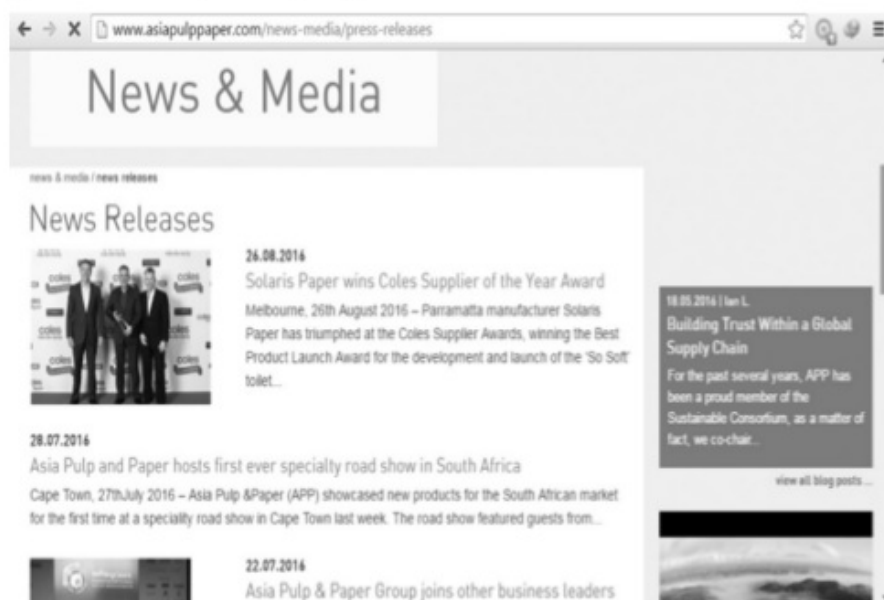 www.asiapulppaper.com/news-media/press-releases
News & Media
news & media / news releases
News Releases
coles
coles
coles
coles
coles
26.08.2016
Solaris Paper wins Coles Supplier of the Year Award
Melbourne, 26th August 2016 – Parramatta manufacturer Solaris
Paper has triumphed at the Coles Supplier Awards, winning the Best
Product Launch Award for the development and launch of the 'So Soft'
toilet...
28.07.2016
Asia Pulp and Paper hosts first ever specialty road show in South Africa
Cape Town, 27thJuly 2016 – Asia Pulp &Paper (APP) showcased new products for the South African market
for the first time at a speciality road show in Cape Town last week. The road show featured guests from...
22.07.2016
Asia Pulp & Paper Group joins other business leaders
18.05.2016 | Ian L.
Building Trust Within a Global
Supply Chain
For the past several years, APP has
been a proud member of the
Sustainable Consortium, as a matter of
fact, we co-chair...
view all blog posts ...